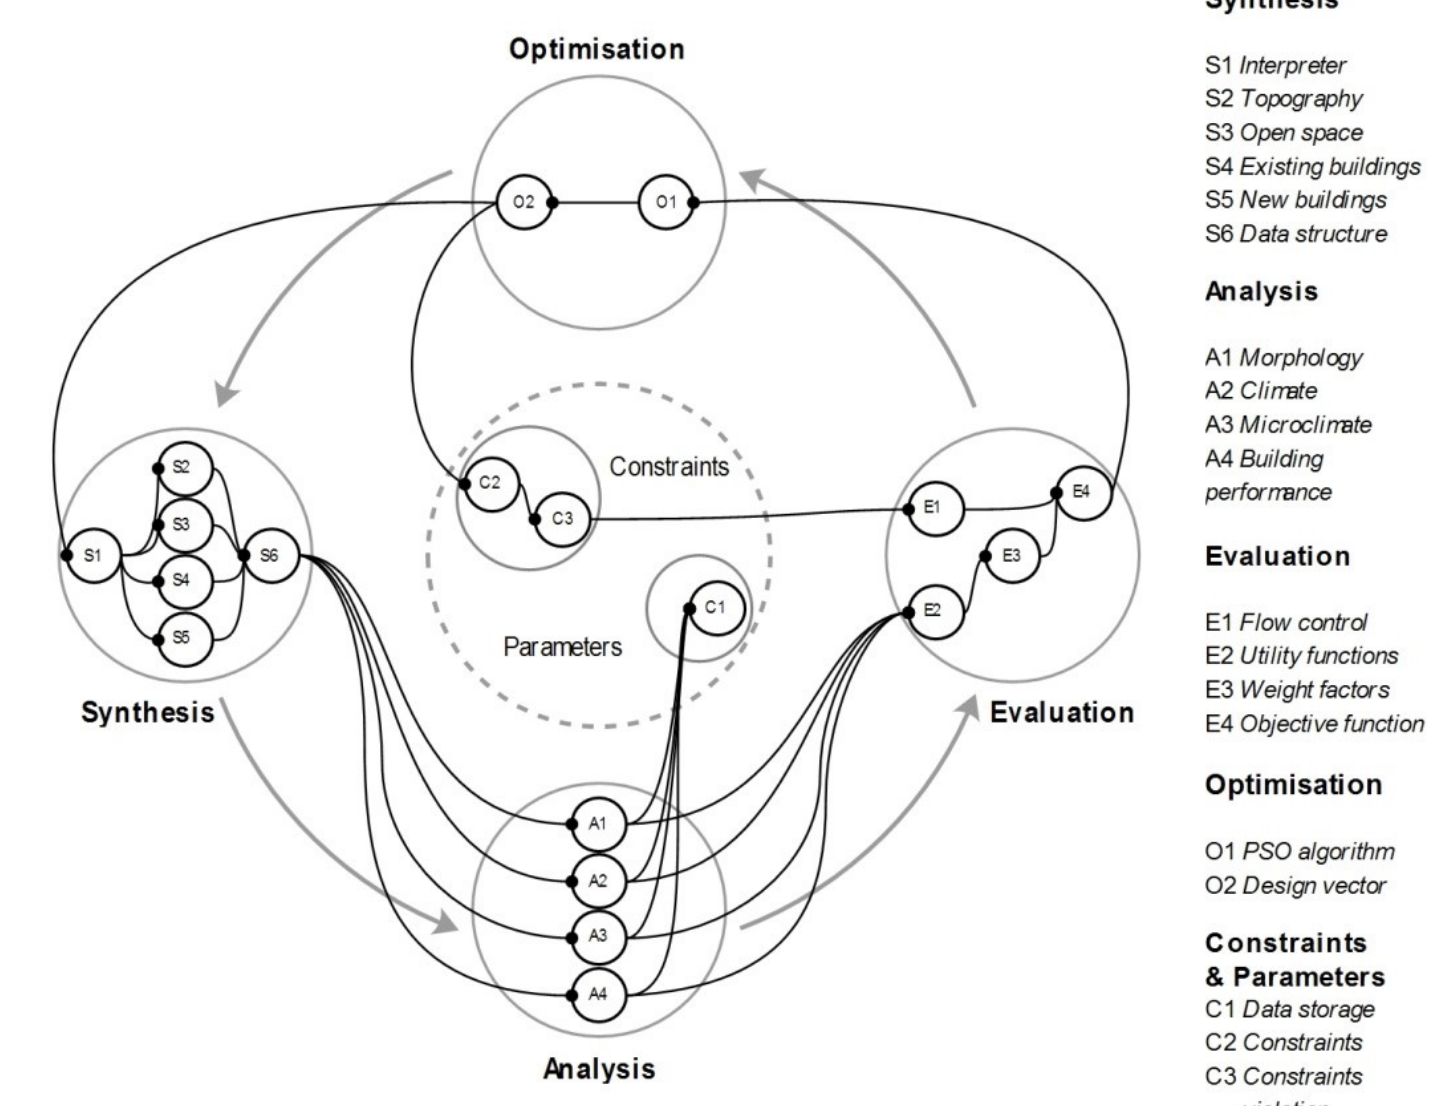 Optimisation
O2
O1
Constraints
C2
C3
C1
Parameters
S1
S2
S3
S4
S5
S6
Synthesis
E1
E2
E3
E4
Evaluation
A1
A2
A3
A4
Analysis
Synthesis
S1 Interpreter
S2 Topography
S3 Open space
S4 Existing buildings
S5 New buildings
S6 Data structure
Analysis
A1 Morphology
A2 Climate
A3 Microclimate
A4 Building
performance
Evaluation
E1 Flow control
E2 Utility functions
E3 Weight factors
E4 Objective function
Optimisation
O1 PSO algorithm
O2 Design vector
Constraints
& Parameters
C1 Data storage
C2 Constraints
C3 Constraints
violation